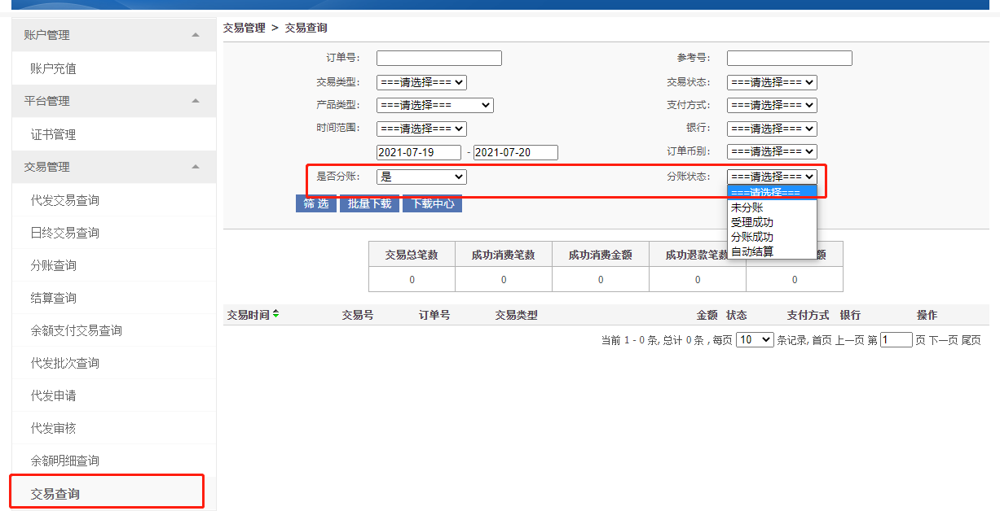 账户管理
账户充值
平台管理
证书管理
交易管理
代发交易查询
日终交易查询
分账查询
结算查询
余额支付交易查询
代发批次查询
代发申请
代发审核
余额明细查询
交易查询
交易管理 > 交易查询
订单号: 参考号:
交易类型: ===请选择=== 交易状态: ===请选择===
产品类型: ===请选择=== 支付方式: ===请选择===
时间范围: ===请选择=== 银行: ===请选择===
2021-07-19 - 2021-07-20 订单币别: ===请选择===
是否分账: 是 分账状态: ===请选择===
===请选择===
未分账
受理成功
分账成功
自动结算
筛 选 批量下载 下载中心
交易总笔数 成功消费笔数 成功消费金额 成功退款笔数 额
0 0 0 0 0
交易时间 交易号 订单号 交易类型 金额 状态 支付方式 银行 操作
当前 1 - 0 条, 总计 0 条 , 每页 10 条记录, 首页 上一页 第 1 页 下一页 尾页